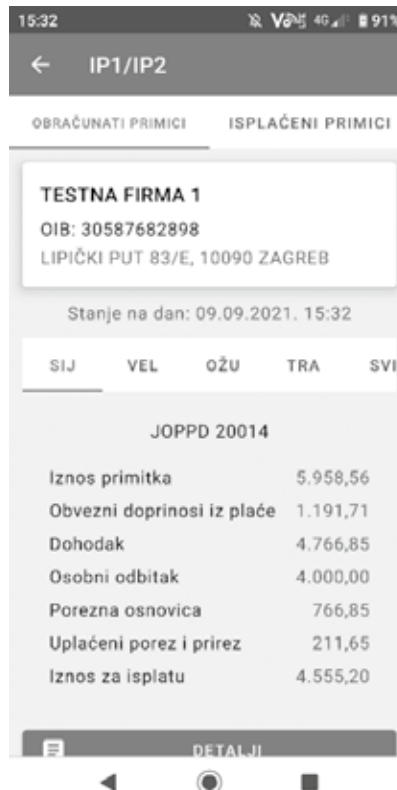 15:32 4G 91%
IP1/IP2
OBRAČUNATI PRIMICI ISPLAĆENI PRIMICI
TESTNA FIRMA 1
OIB: 30587682898
LIPIČKI PUT 83/E, 10090 ZAGREB
Stanje na dan: 09.09.2021. 15:32
SIJ VEL OŽU TRA SVI
JOPPD 20014
Iznos primitka 5.958,56
Obvezni doprinosi iz plaće 1.191,71
Dohodak 4.766,85
Osobni odbitak 4.000,00
Porezna osnovica 766,85
Uplaćeni porez i prirez 211,65
Iznos za isplatu 4.555,20
DETALJI